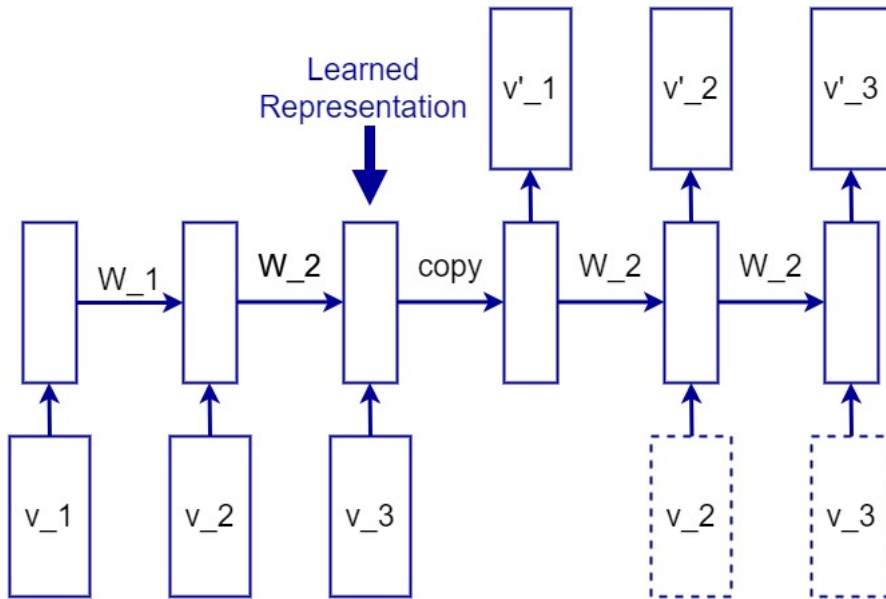 Learned
Representation
v'_1
v'_2
v'_3
W_1
W_2
copy
W_2
W_2
v_1
v_2
v_3
v_2
v_3